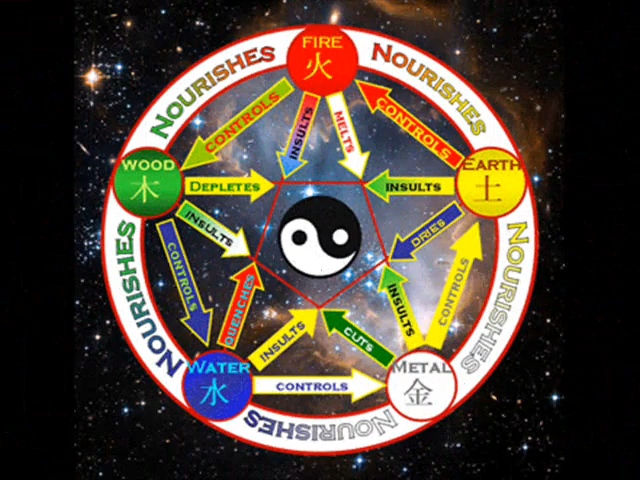 FIRE
火
NOURISHES
NOURISHES
CONTROLS
INSULTS
MELTS
CONTROLS
WOOD
木
DEPLETES
INSULTS
EARTH
土
INSULTS
DRIES
CONTROLS
QUENCHES
INSULTS
CUTS
INSULTS
CONTROLS
NOURISHES
NOURISHES
WATER
水
CONTROLS
METAL
金
NOURISHES
NOURISHES